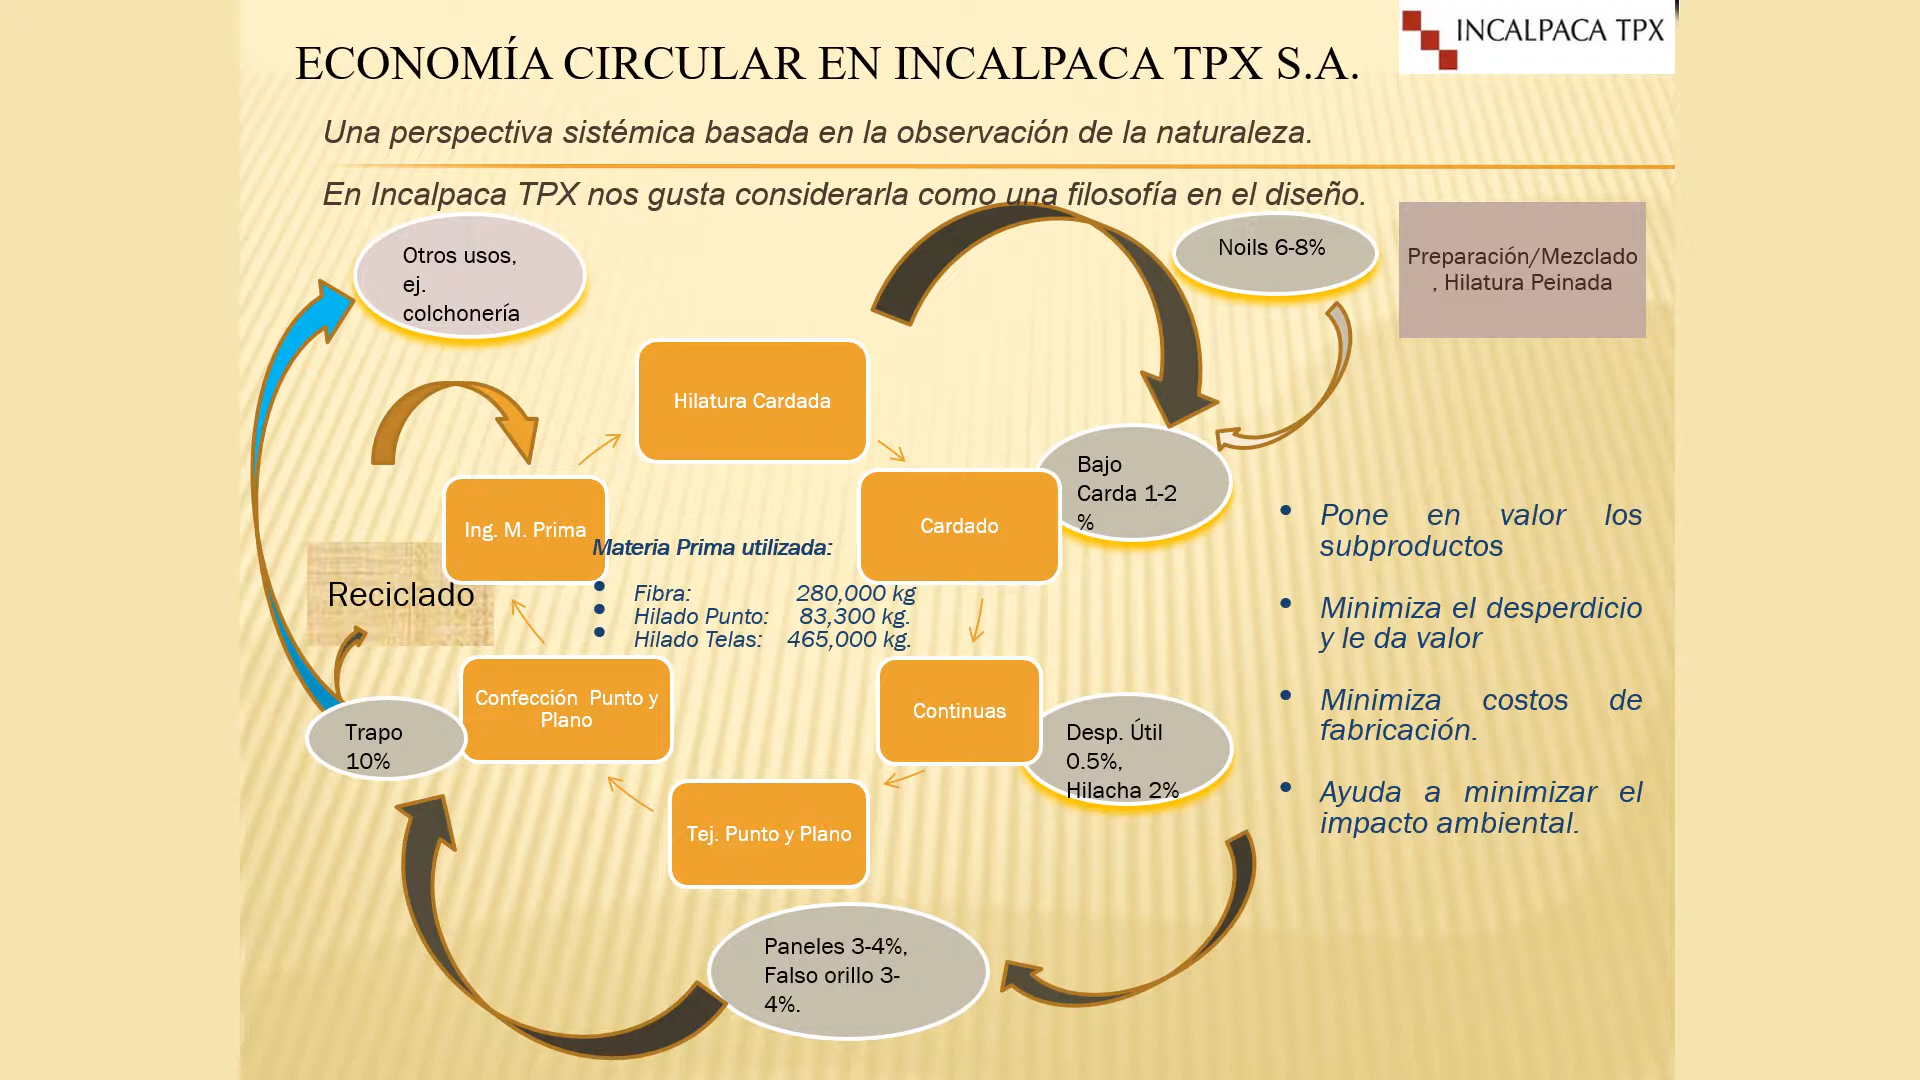 INCALPACA TPX
ECONOMÍA CIRCULAR EN INCALPACA TPX S.A.
Una perspectiva sistémica basada en la observación de la naturaleza.
En Incalpaca TPX nos gusta considerarla como una filosofía en el diseño.
Otros usos,
ej.
colchonería
Noils 6-8%
Preparación/Mezclado
, Hilatura Peinada
Hilatura Cardada
Bajo
Carda 1-2
%
Cardado
Ing. M. Prima
Reciclado
Materia Prima utilizada:
• Fibra: 280,000 kg
• Hilado Punto: 83,300 kg.
• Hilado Telas: 465,000 kg.
Confección Punto y
Plano
Continuas
Trapo
10%
Desp. Útil
0.5%,
Hilacha 2%
Tej. Punto y Plano
Paneles 3-4%,
Falso orillo 3-
4%.
• Pone en valor los
subproductos
• Minimiza el desperdicio
y le da valor
• Minimiza costos de
fabricación.
• Ayuda a minimizar el
impacto ambiental.